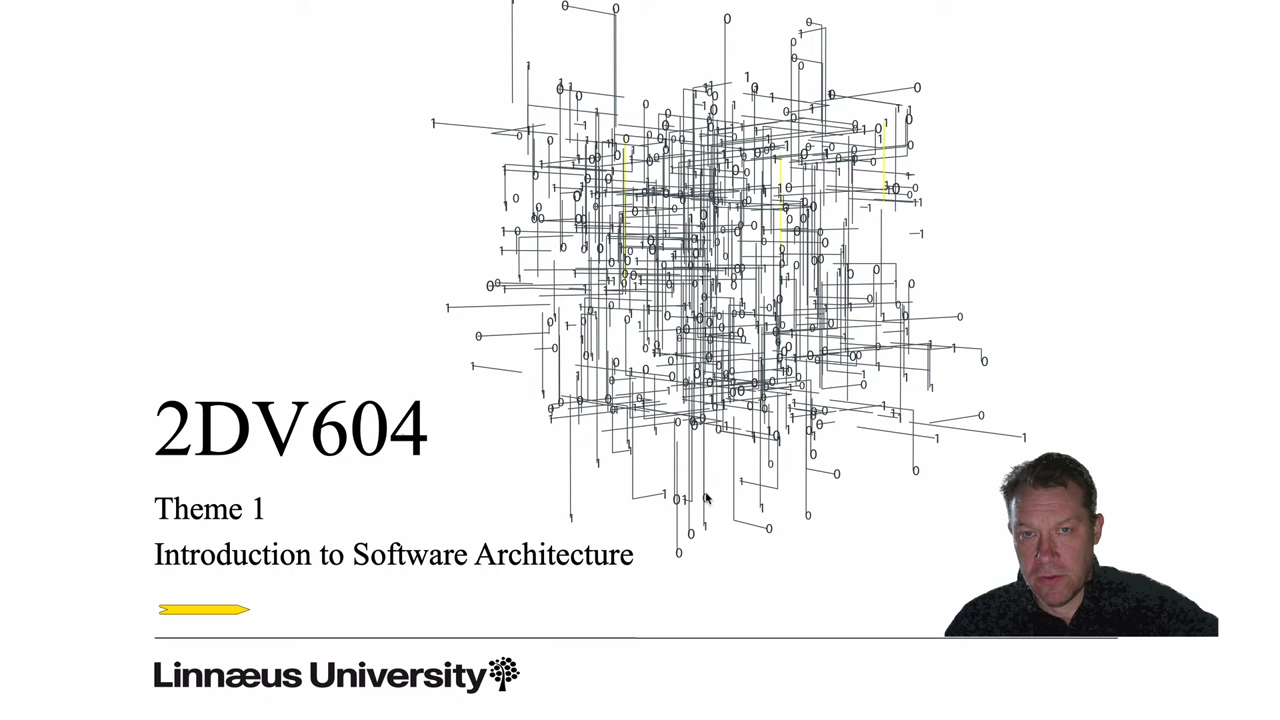 2DV604
Theme 1
Introduction to Software Architecture
Linnæus University